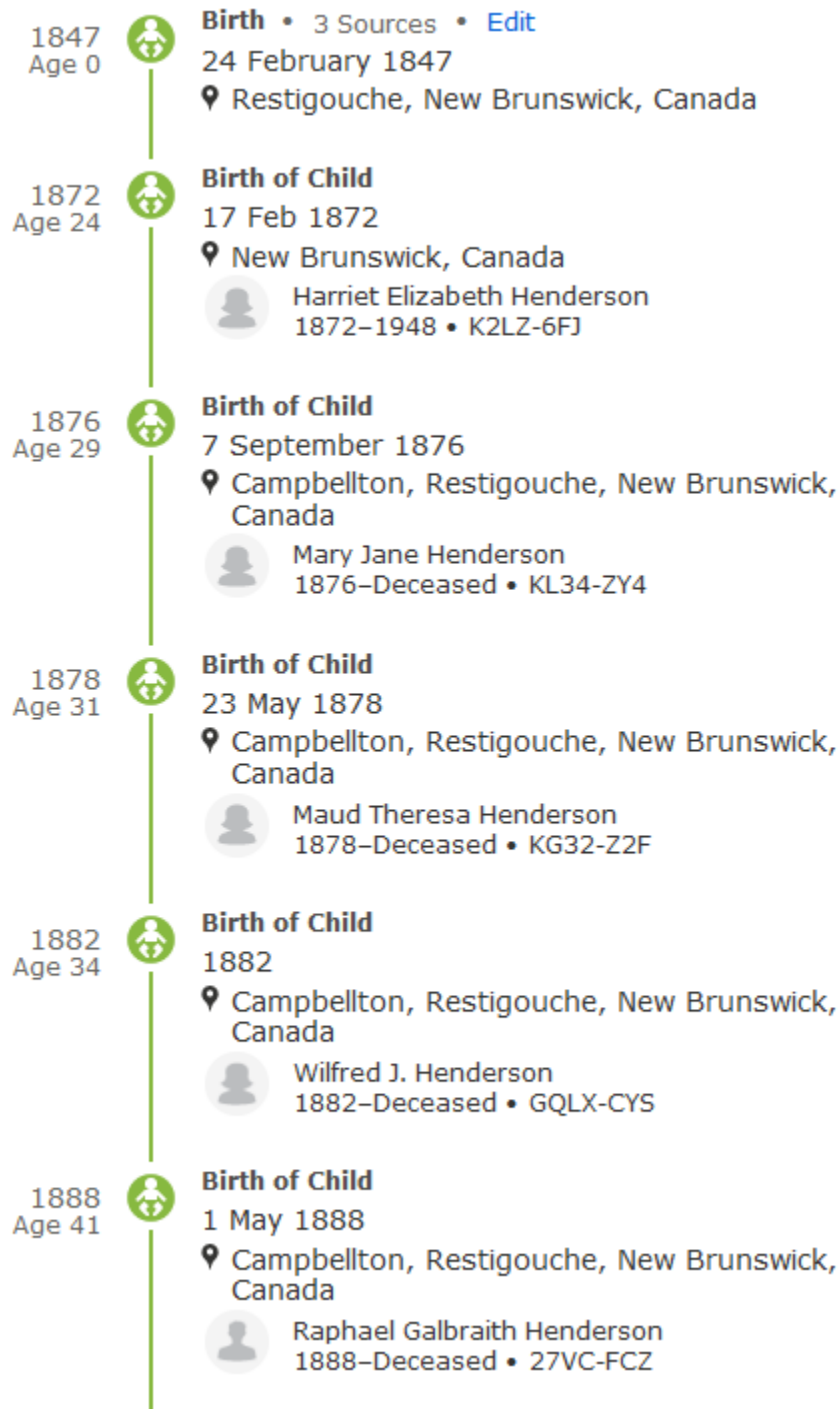 1847
Age 0
Birth • 3 Sources • Edit
24 February 1847
Restigouche, New Brunswick, Canada
1872
Age 24
Birth of Child
17 Feb 1872
New Brunswick, Canada
Harriet Elizabeth Henderson
1872–1948 • K2LZ-6FJ
1876
Age 29
Birth of Child
7 September 1876
Campbellton, Restigouche, New Brunswick,
Canada
Mary Jane Henderson
1876–Deceased • KL34-ZY4
1878
Age 31
Birth of Child
23 May 1878
Campbellton, Restigouche, New Brunswick,
Canada
Maud Theresa Henderson
1878–Deceased • KG32-Z2F
1882
Age 34
Birth of Child
1882
Campbellton, Restigouche, New Brunswick,
Canada
Wilfred J. Henderson
1882–Deceased • GQLX-CYS
1888
Age 41
Birth of Child
1 May 1888
Campbellton, Restigouche, New Brunswick,
Canada
Raphael Galbraith Henderson
1888–Deceased • 27VC-FCZ